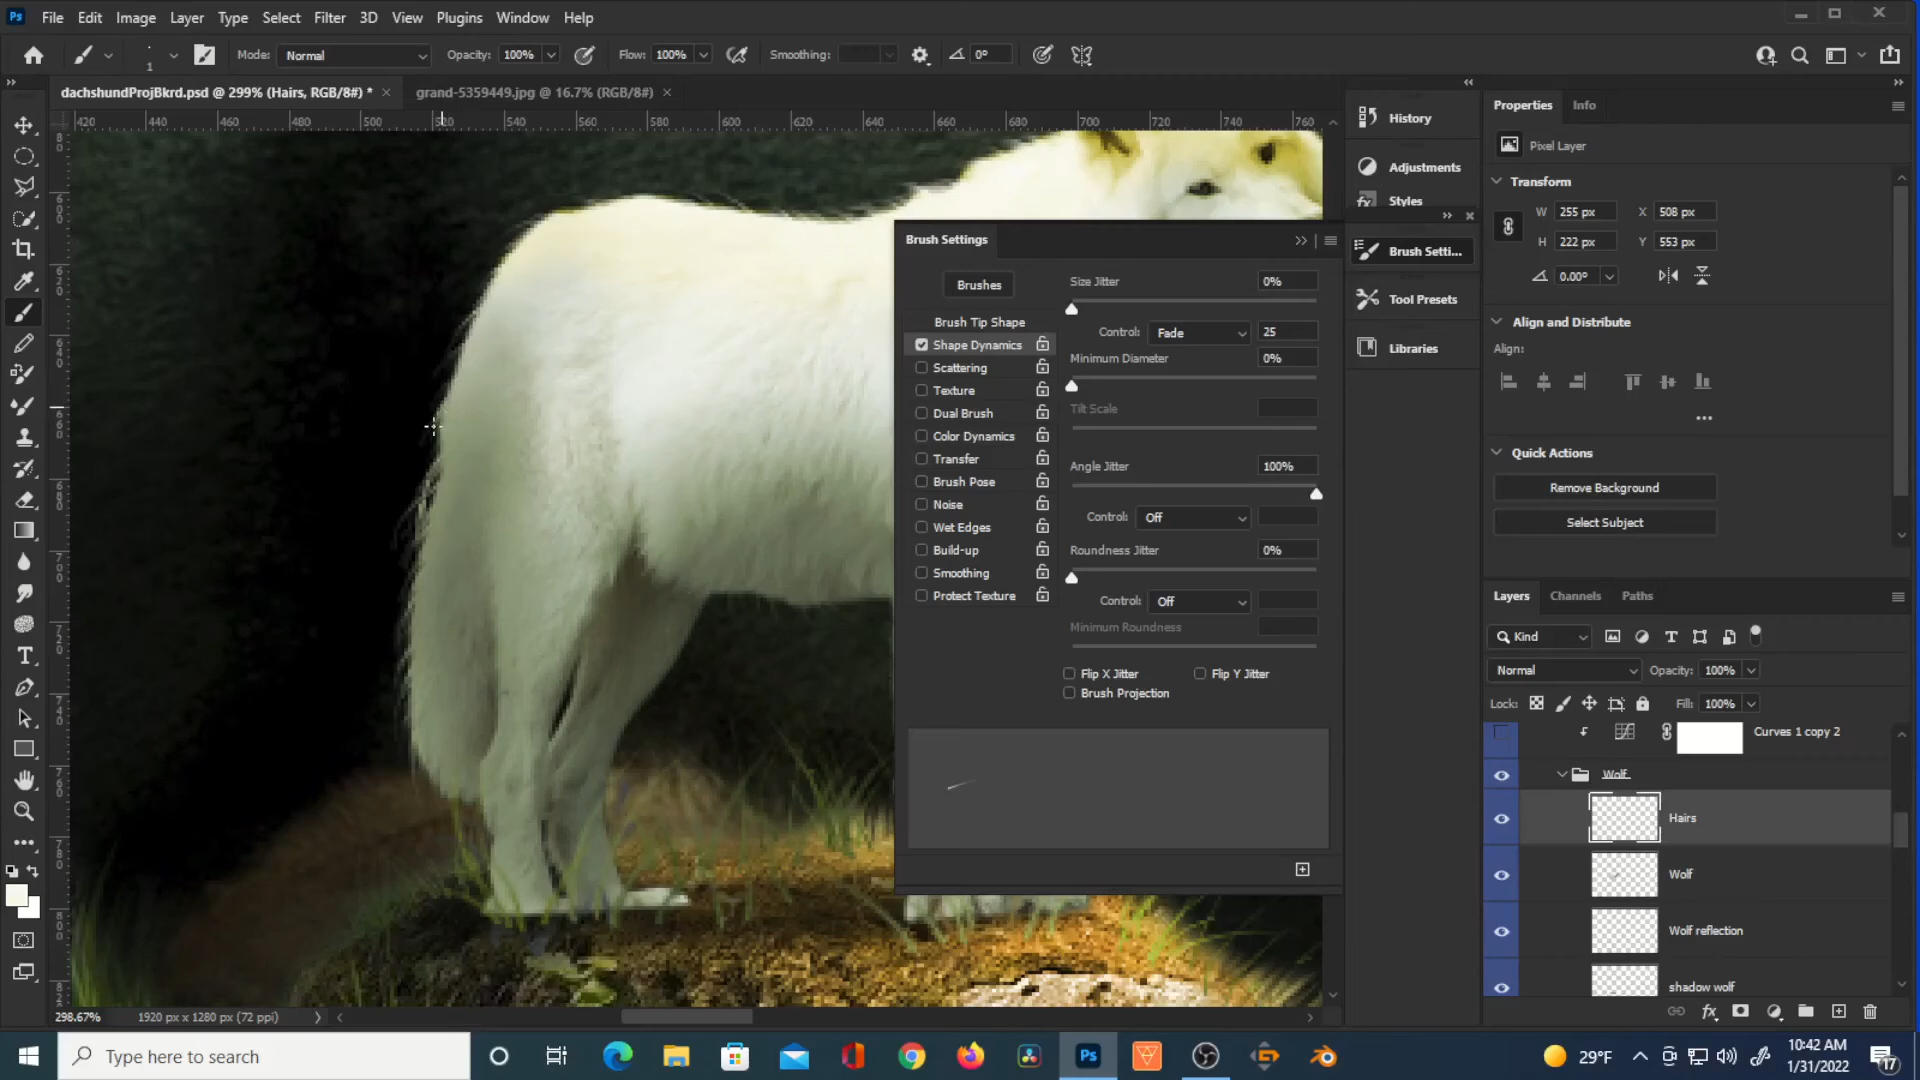 Ps File Edit Image Layer Type Select Filter 3D View Plugins Window Help
1 Mode: Normal Opacity: 100% Flow: 100% Smoothing: 0°
dachshundProjBkrd.psd @ 299% (Hairs, RGB/8#) * × grand-5359449.jpg @ 16.7% (RGB/8#) ×
420 440 460 480 500 520 540 560 580 600 620 640 660 680 700 720 740 760
History
Adjustments
Styles
Brush Setti...
Tool Presets
Libraries
Brush Settings
Brushes
Brush Tip Shape
Shape Dynamics
Scattering
Texture
Dual Brush
Color Dynamics
Transfer
Brush Pose
Noise
Wet Edges
Build-up
Smoothing
Protect Texture
Size Jitter 0%
Control: Fade 25
Minimum Diameter 0%
Tilt Scale
Angle Jitter 100%
Control: Off
Roundness Jitter 0%
Control: Off
Minimum Roundness
Flip X Jitter Flip Y Jitter
Brush Projection
Properties Info
Pixel Layer
Transform
W 255 px X 508 px
H 222 px Y 553 px
0.00°
Align and Distribute
Align:
Quick Actions
Remove Background
Select Subject
Layers Channels Paths
Kind
Normal Opacity: 100%
Lock: Fill: 100%
Curves 1 copy 2
Wolf
Hairs
Wolf
Wolf reflection
shadow wolf
298.67% 1920 px x 1280 px (72 ppi)
Type here to search
Ps
29°F
10:42 AM
1/31/2022
17